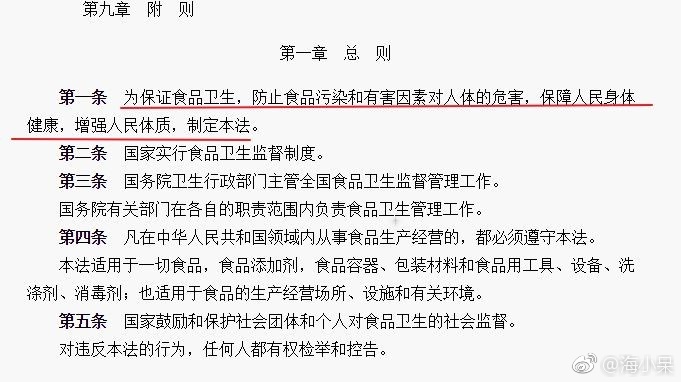 第九章 附 则
第一章 总 则
第一条 为保证食品卫生，防止食品污染和有害因素对人体的危害，保障人民身体
健康，增强人民体质，制定本法。
第二条 国家实行食品卫生监督制度。
第三条 国务院卫生行政部门主管全国食品卫生监督管理工作。
国务院有关部门在各自的职责范围内负责食品卫生管理工作。
第四条 凡在中华人民共和国领域内从事食品生产经营的，都必须遵守本法。
本法适用于一切食品，食品添加剂，食品容器、包装材料和食品用工具、设备、洗
涤剂、消毒剂；也适用于食品的生产经营场所、设施和有关环境。
第五条 国家鼓励和保护社会团体和个人对食品卫生的社会监督。
对违反本法的行为，任何人都有权检举和控告。
@海小呆